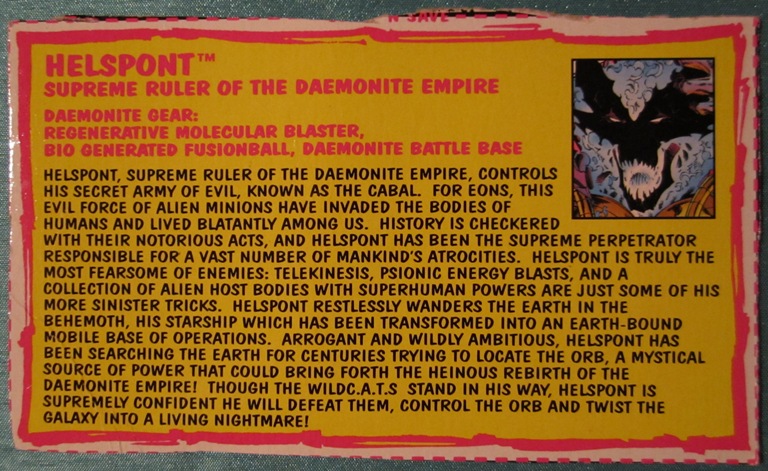 N SAVE
HELSPONT™
SUPREME RULER OF THE DAEMONITE EMPIRE
DAEMONITE GEAR:
REGENERATIVE MOLECULAR BLASTER,
BIO GENERATED FUSIONBALL, DAEMONITE BATTLE BASE
HELSPONT, SUPREME RULER OF THE DAEMONITE EMPIRE, CONTROLS
HIS SECRET ARMY OF EVIL, KNOWN AS THE CABAL. FOR EONS, THIS
EVIL FORCE OF ALIEN MINIONS HAVE INVADED THE BODIES OF
HUMANS AND LIVED BLATANTLY AMONG US. HISTORY IS CHECKERED
WITH THEIR NOTORIOUS ACTS, AND HELSPONT HAS BEEN THE SUPREME PERPETRATOR
RESPONSIBLE FOR A VAST NUMBER OF MANKIND'S ATROCITIES. HELSPONT IS TRULY THE
MOST FEARSOME OF ENEMIES: TELEKINESIS, PSIONIC ENERGY BLASTS, AND A
COLLECTION OF ALIEN HOST BODIES WITH SUPERHUMAN POWERS ARE JUST SOME OF HIS
MORE SINISTER TRICKS. HELSPONT RESTLESSLY WANDERS THE EARTH IN THE
BEHEMOTH, HIS STARSHIP WHICH HAS BEEN TRANSFORMED INTO AN EARTH-BOUND
MOBILE BASE OF OPERATIONS. ARROGANT AND WILDLY AMBITIOUS, HELSPONT HAS
BEEN SEARCHING THE EARTH FOR CENTURIES TRYING TO LOCATE THE ORB, A MYSTICAL
SOURCE OF POWER THAT COULD BRING FORTH THE HEINOUS REBIRTH OF THE
DAEMONITE EMPIRE! THOUGH THE WILDC.A.T.S STAND IN HIS WAY, HELSPONT IS
SUPREMELY CONFIDENT HE WILL DEFEAT THEM, CONTROL THE ORB AND TWIST THE
GALAXY INTO A LIVING NIGHTMARE!